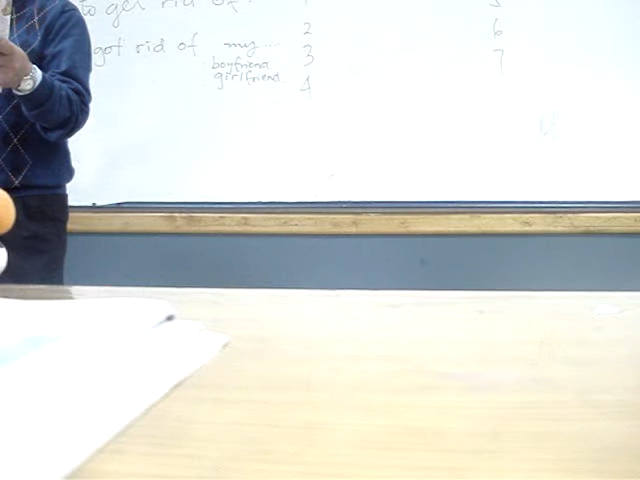 to get rid of
2
6
got rid of my...
3
7
boyfriend
girlfriend
4